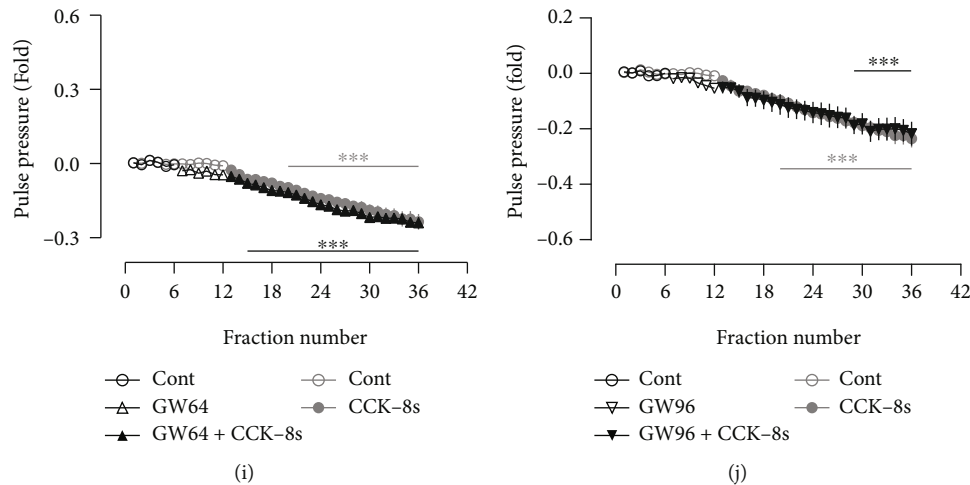 Pulse pressure (Fold)
0.6
0.3
0.0
–0.3
***
***
0 6 12 18 24 30 36 42
Fraction number
Cont Cont
GW64 CCK–8s
GW64 + CCK–8s
(i)
Pulse pressure (fold)
0.2
0.0
–0.2
–0.4
–0.6
***
***
0 6 12 18 24 30 36 42
Fraction number
Cont Cont
GW96 CCK–8s
GW96 + CCK–8s
(j)